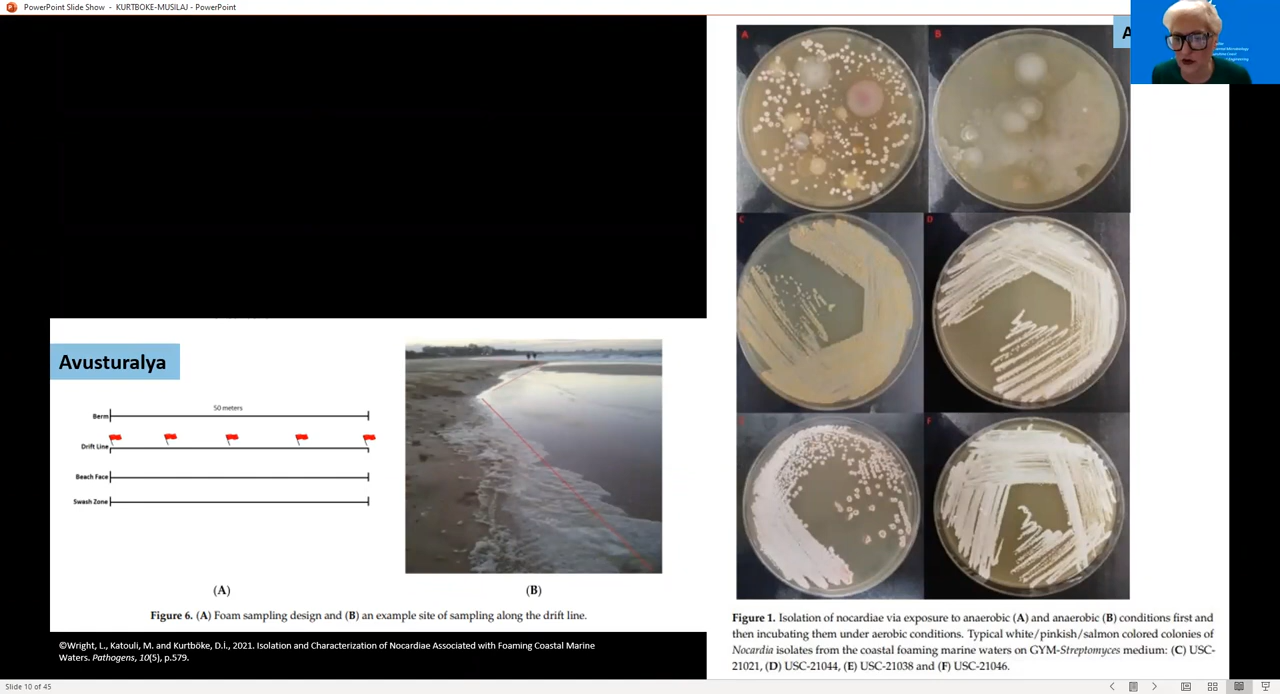 PowerPoint Slide Show - KURTBOKE-MUSILAJ - PowerPoint
Avusturalya
50 meters
Berm
Drift Line
Beach Face
Swash Zone
(A)
(B)
Figure 6. (A) Foam sampling design and (B) an example site of sampling along the drift line.
©Wright, L., Katouli, M. and Kurtböke, D.İ., 2021. Isolation and Characterization of Nocardiae Associated with Foaming Coastal Marine
Waters. Pathogens, 10(5), p.579.
A
A
B
C
D
F
Figure 1. Isolation of nocardiae via exposure to anaerobic (A) and anaerobic (B) conditions first and
then incubating them under aerobic conditions. Typical white/pinkish/salmon colored colonies of
Nocardia isolates from the coastal foaming marine waters on GYM-Streptomyces medium: (C) USC-
21021, (D) USC-21044, (E) USC-21038 and (F) USC-21046.
Slide 10 of 45